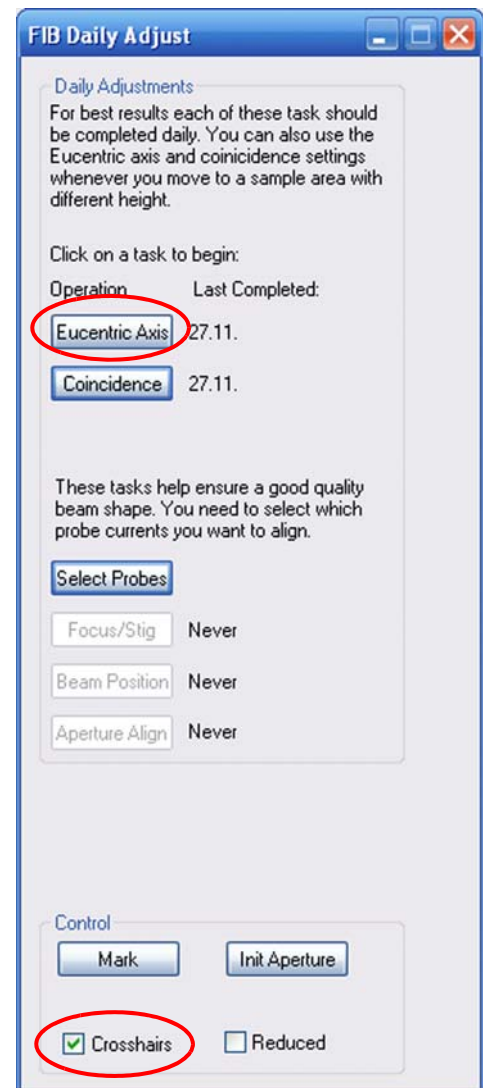 FIB Daily Adjust
Daily Adjustments
For best results each of these task should
be completed daily. You can also use the
Eucentric axis and coinicidence settings
whenever you move to a sample area with
different height.
Click on a task to begin:
Operation Last Completed:
Eucentric Axis 27.11.
Coincidence 27.11.
These tasks help ensure a good quality
beam shape. You need to select which
probe currents you want to align.
Select Probes
Focus/Stig Never
Beam Position Never
Aperture Align Never
Control
Mark Init Aperture
Crosshairs Reduced